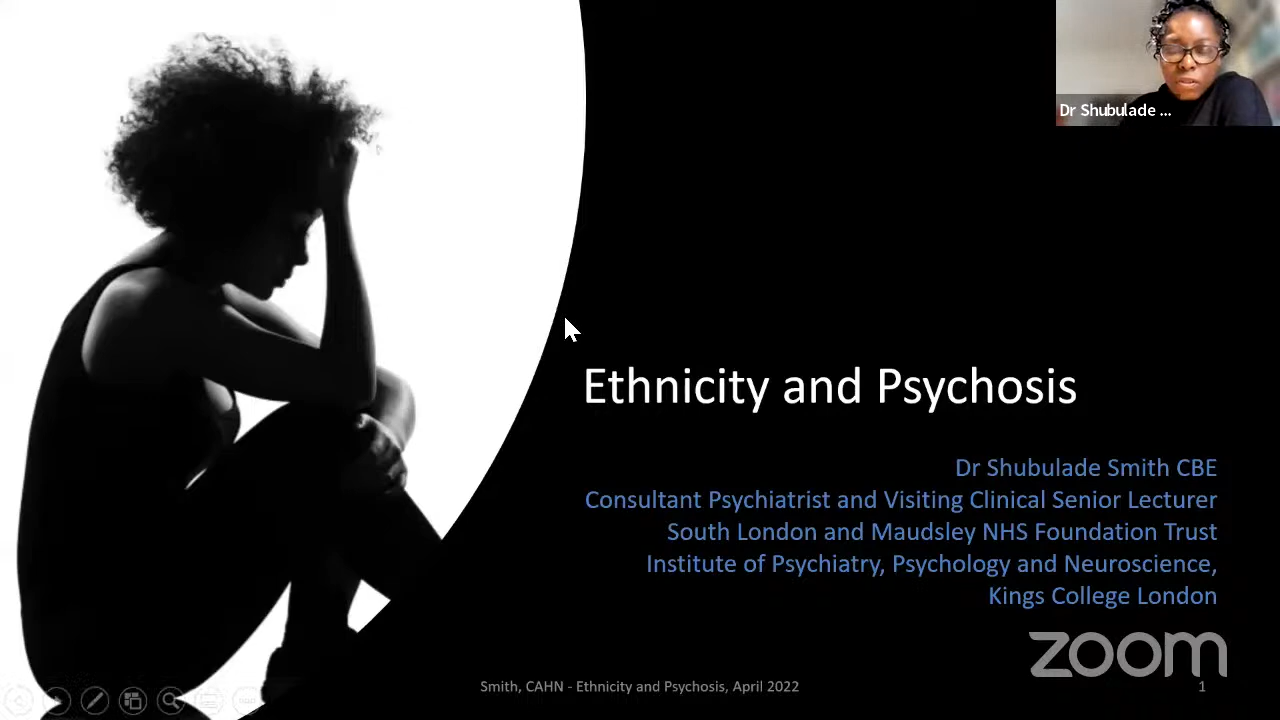 Dr Shubulade ...
Ethnicity and Psychosis
Dr Shubulade Smith CBE
Consultant Psychiatrist and Visiting Clinical Senior Lecturer
South London and Maudsley NHS Foundation Trust
Institute of Psychiatry, Psychology and Neuroscience,
Kings College London
zoom
Smith, CAHN - Ethnicity and Psychosis, April 2022
1